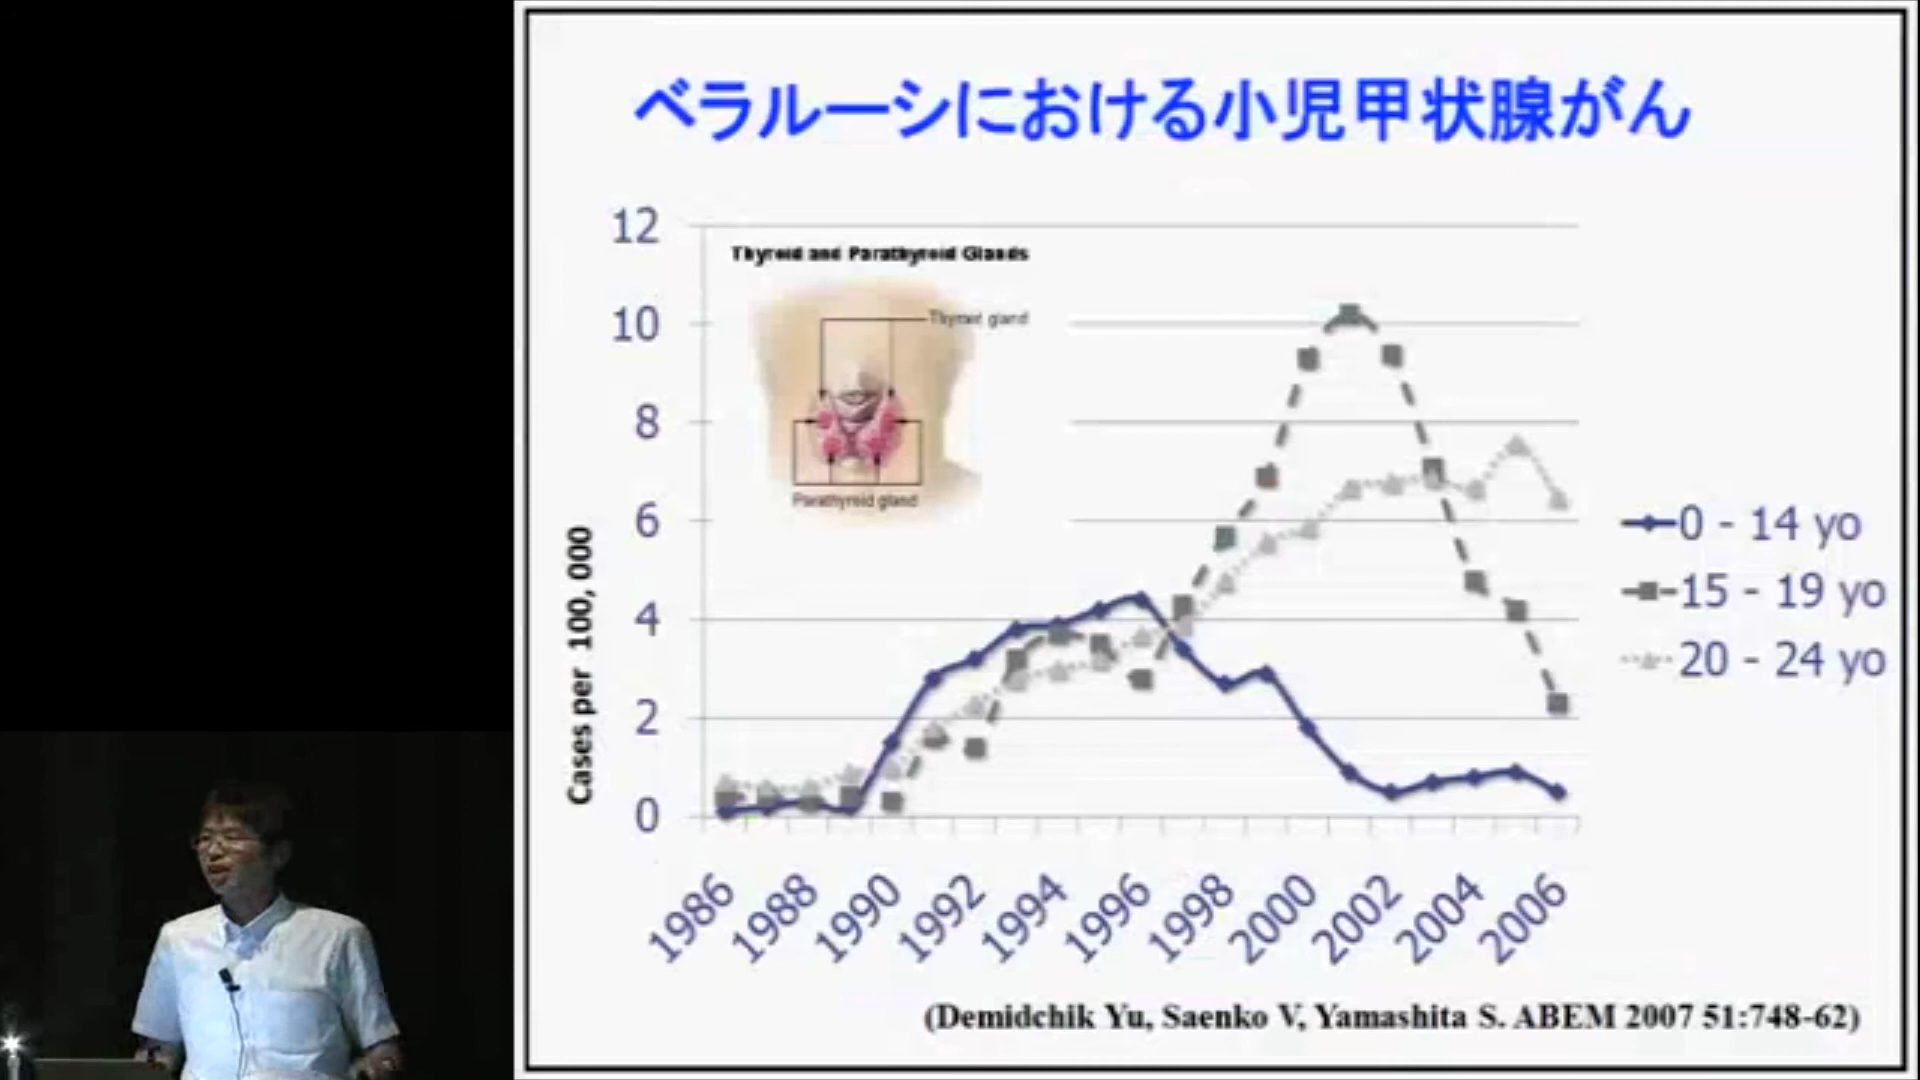 ベラルーシにおける小児甲状腺がん
12
10
8
6
4
2
0
Cases per 100,000
Thyroid and Parathyroid Glands
Thyroid gland
Parathyroid gland
0 - 14 yo
15 - 19 yo
20 - 24 yo
1986 1988 1990 1992 1994 1996 1998 2000 2002 2004 2006
(Demidchik Yu, Saenko V, Yamashita S. ABEM 2007 51:748-62)